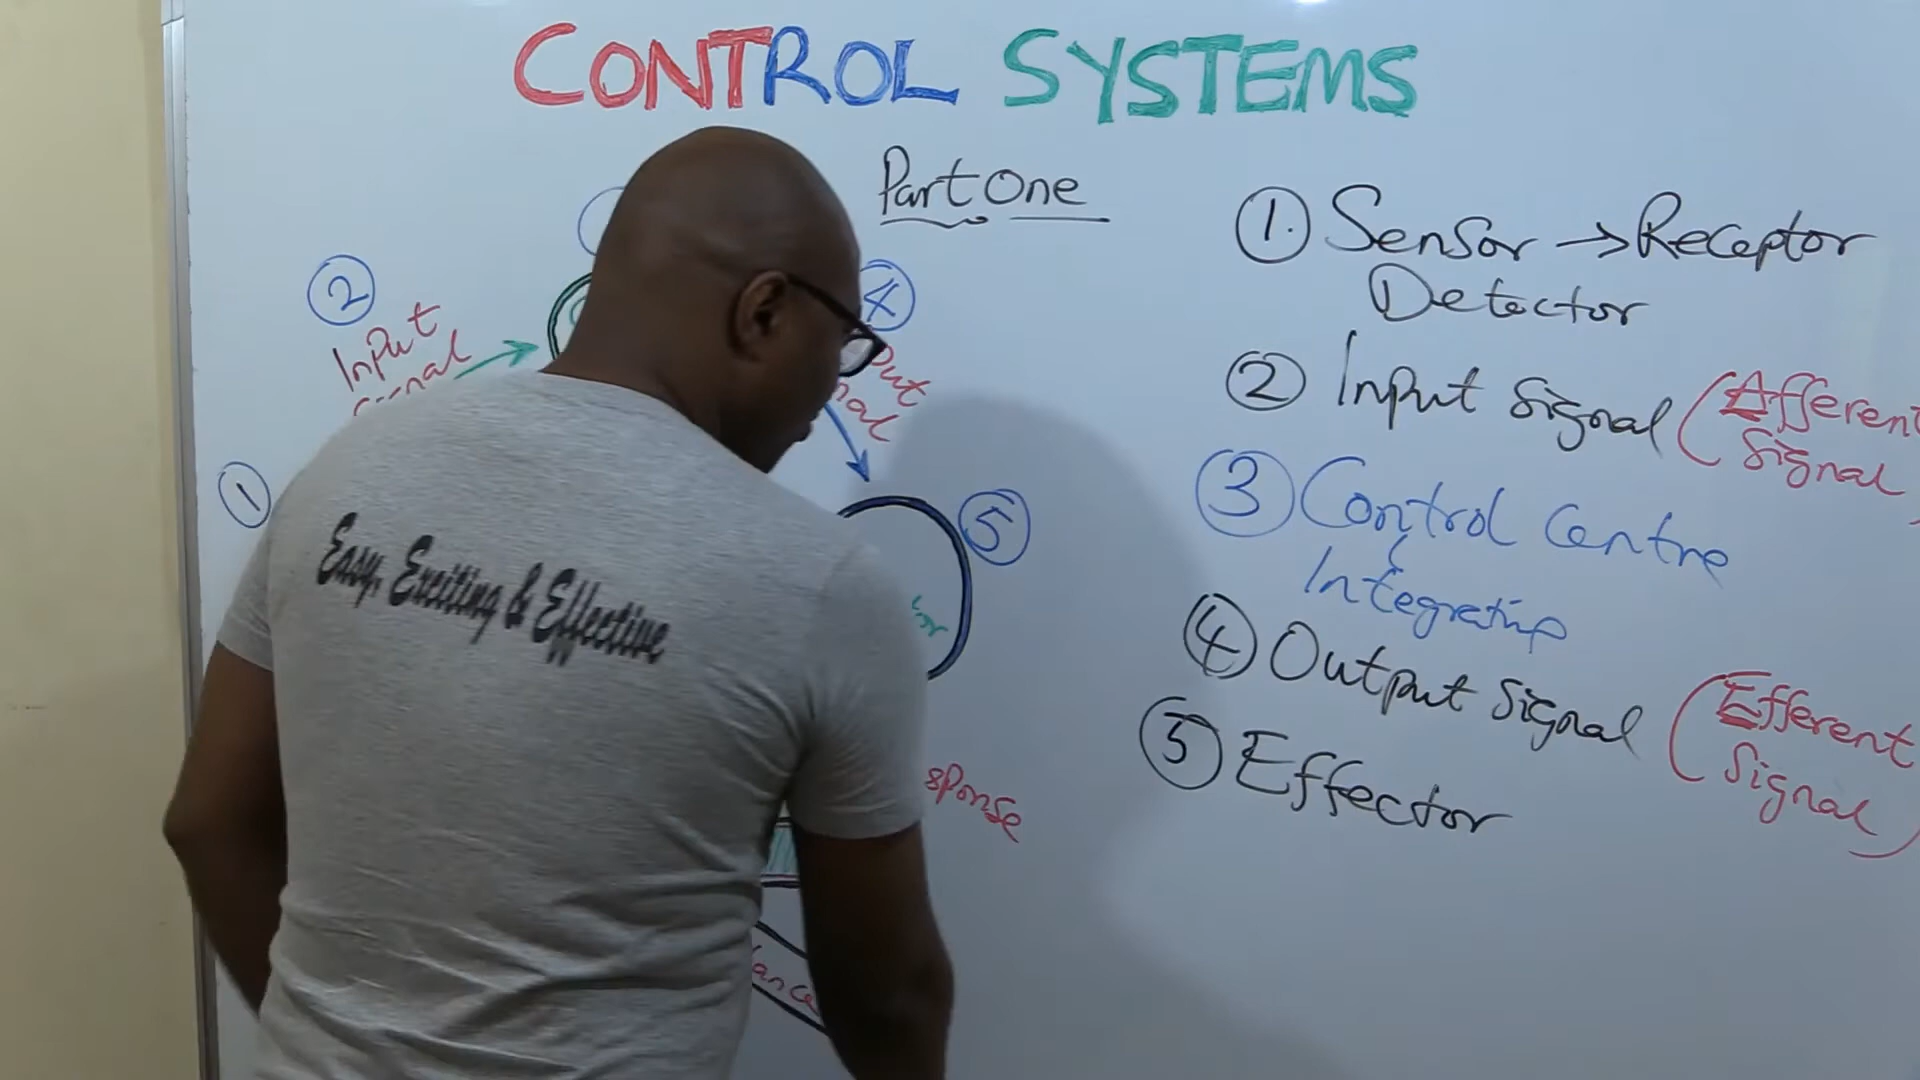 CONTROL SYSTEMS
Part One
② Input
① 
④
⑤
sponse
Easy, Exciting & Effective
①. Sensor → Receptor
Detector
② Input Signal (Afferent
Signal
③ Control Centre
④ Output Signal (Efferent
Signal)
⑤ Effector